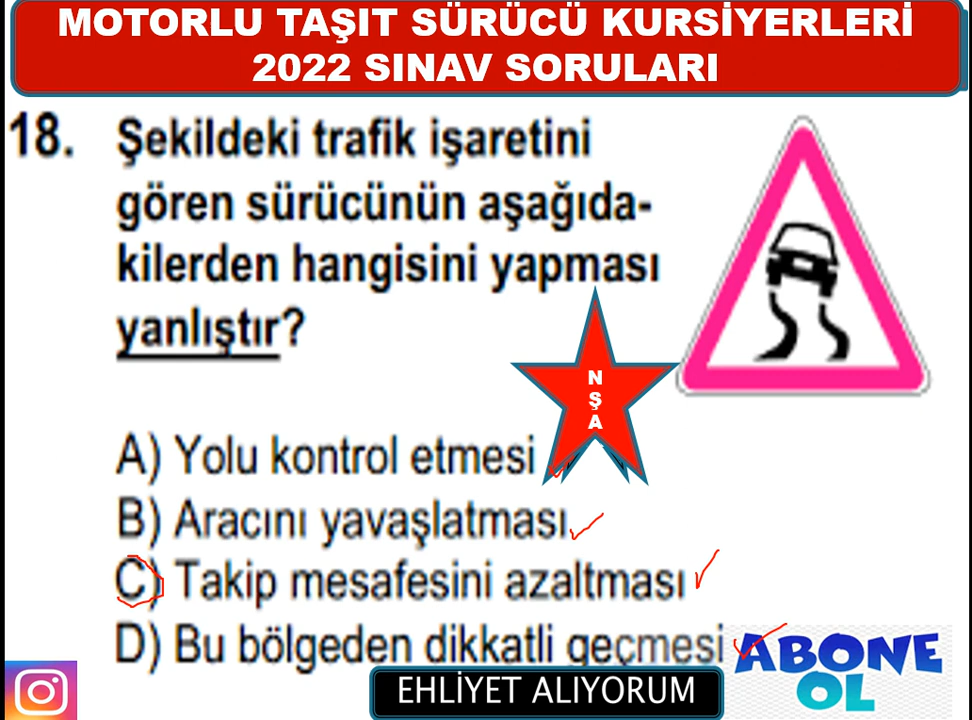 MOTORLU TAŞIT SÜRÜCÜ KURSİYERLERİ
2022 SINAV SORULARI
18. Şekildeki trafik işaretini
gören sürücünün aşağıda-
kilerden hangisini yapması
yanlıştır?
N
Ş
A
A) Yolu kontrol etmesi
B) Aracını yavaşlatması
C) Takip mesafesini azaltması
D) Bu bölgeden dikkatli geçmesi
ABONE
OL
EHLİYET ALIYORUM